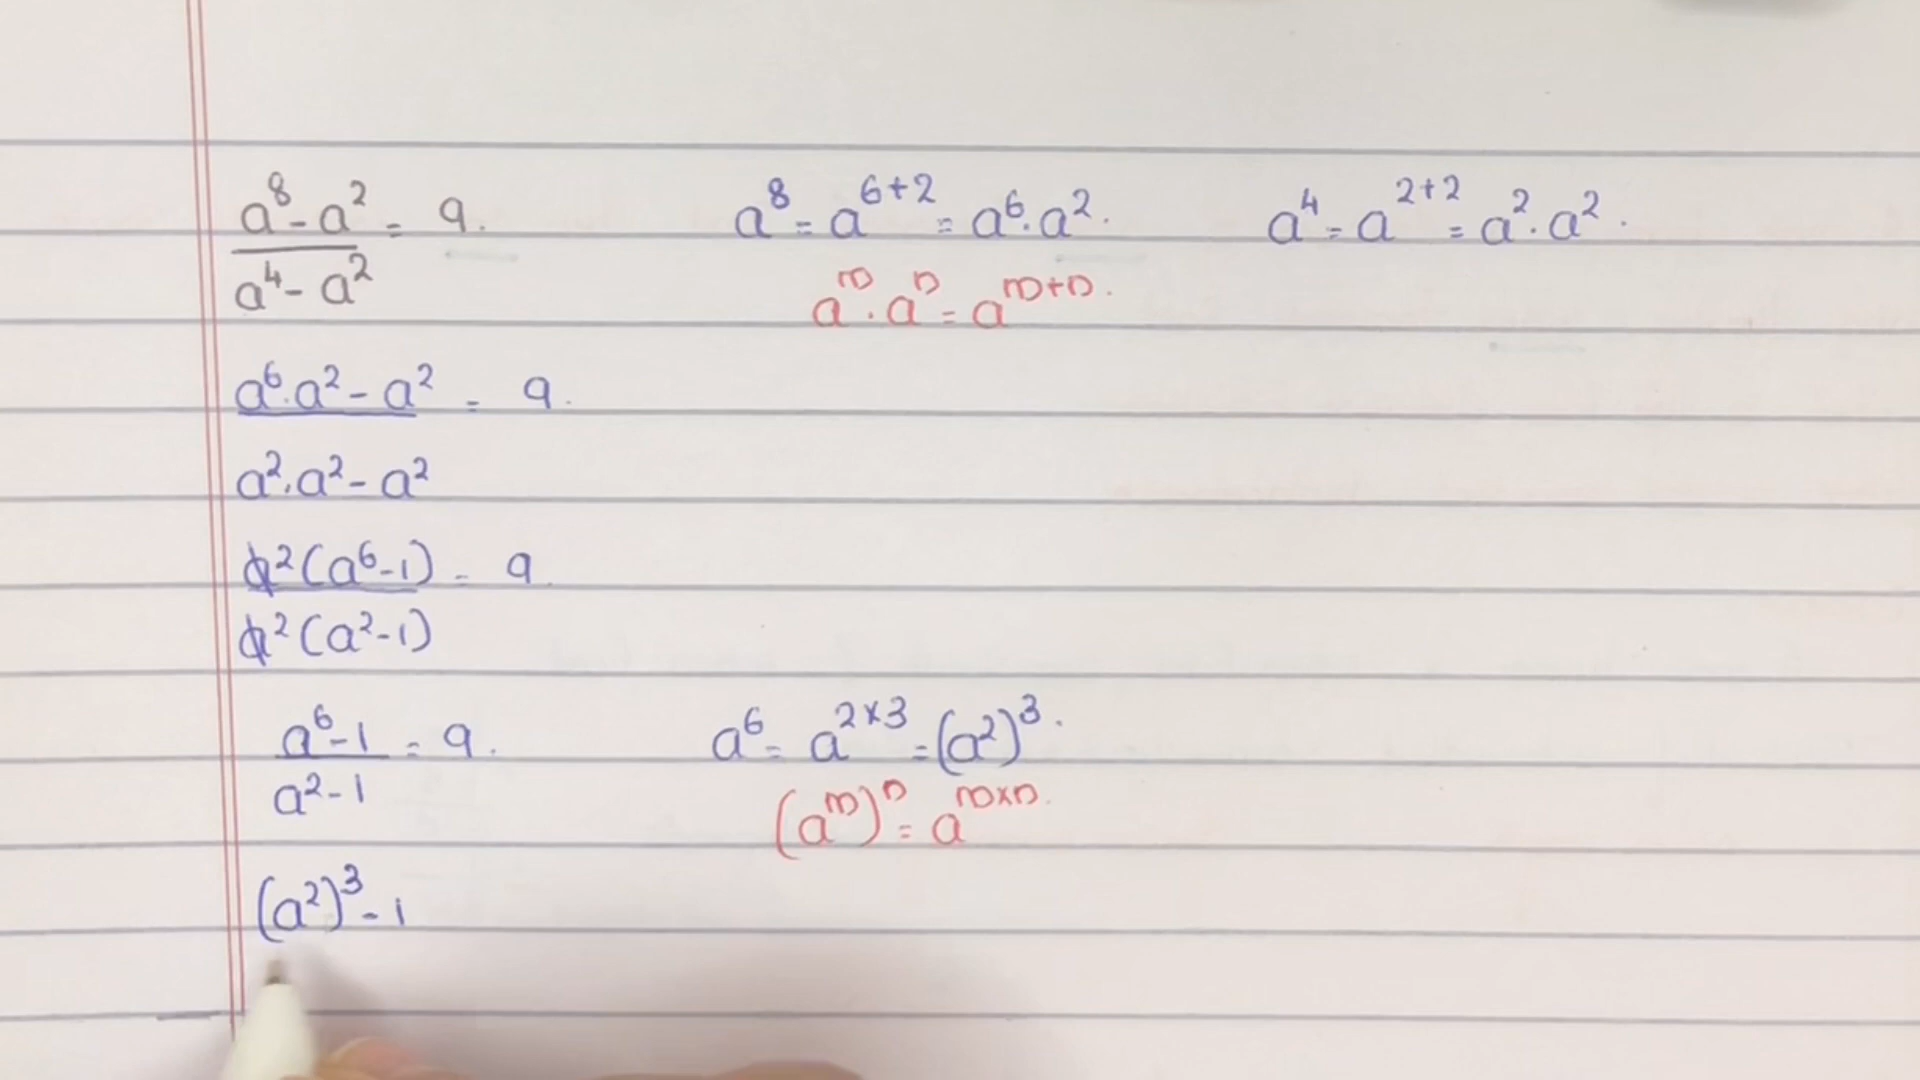 a⁸ - a² = 9.   a⁸ = a⁶⁺² = a⁶ . a² .   a⁴ = a²⁺² = a² . a² .
a⁴ - a²
aᵐ . aⁿ = aᵐ⁺ⁿ .
a⁶ . a² - a² = 9 .
a² . a² - a²
a² (a⁶ - 1) = 9
a² (a² - 1)
a⁶ - 1 = 9 .   a⁶ = a²ˣ³ = (a²)³ .
a² - 1
(aᵐ)ⁿ = aᵐˣⁿ .
(a²)³ - 1